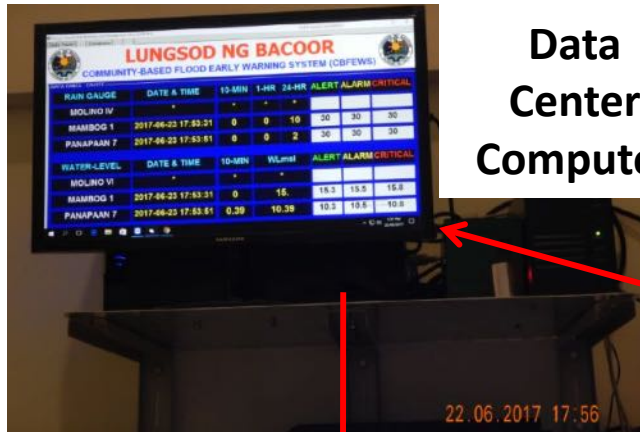 Data
Center
LUNGSOD NG BACOOR
COMMUNITY-BASED FLOOD EARLY WARNING SYSTEM (CBFEWS)
RAIN GAUGE DATE & TIME 10-MIN 1-HR 24-HR ALERT ALARM CRITICAL
MOLINO IV * * * *
MAMBOG 1 2017-06-23 17:53:31 0 0 10 30 30 30
PANAPAAN 7 2017-06-23 17:53:51 0 0 2 30 30 30
WATER-LEVEL DATE & TIME 10-MIN WLmsl ALERT ALARM CRITICAL
MOLINO VI * * *
MAMBOG 1 2017-06-23 17:53:31 0 15. 15.3 15.5 15.8
PANAPAAN 7 2017-06-23 17:53:51 0.39 10.39 10.3 10.5 10.8
22.06.2017 17:56